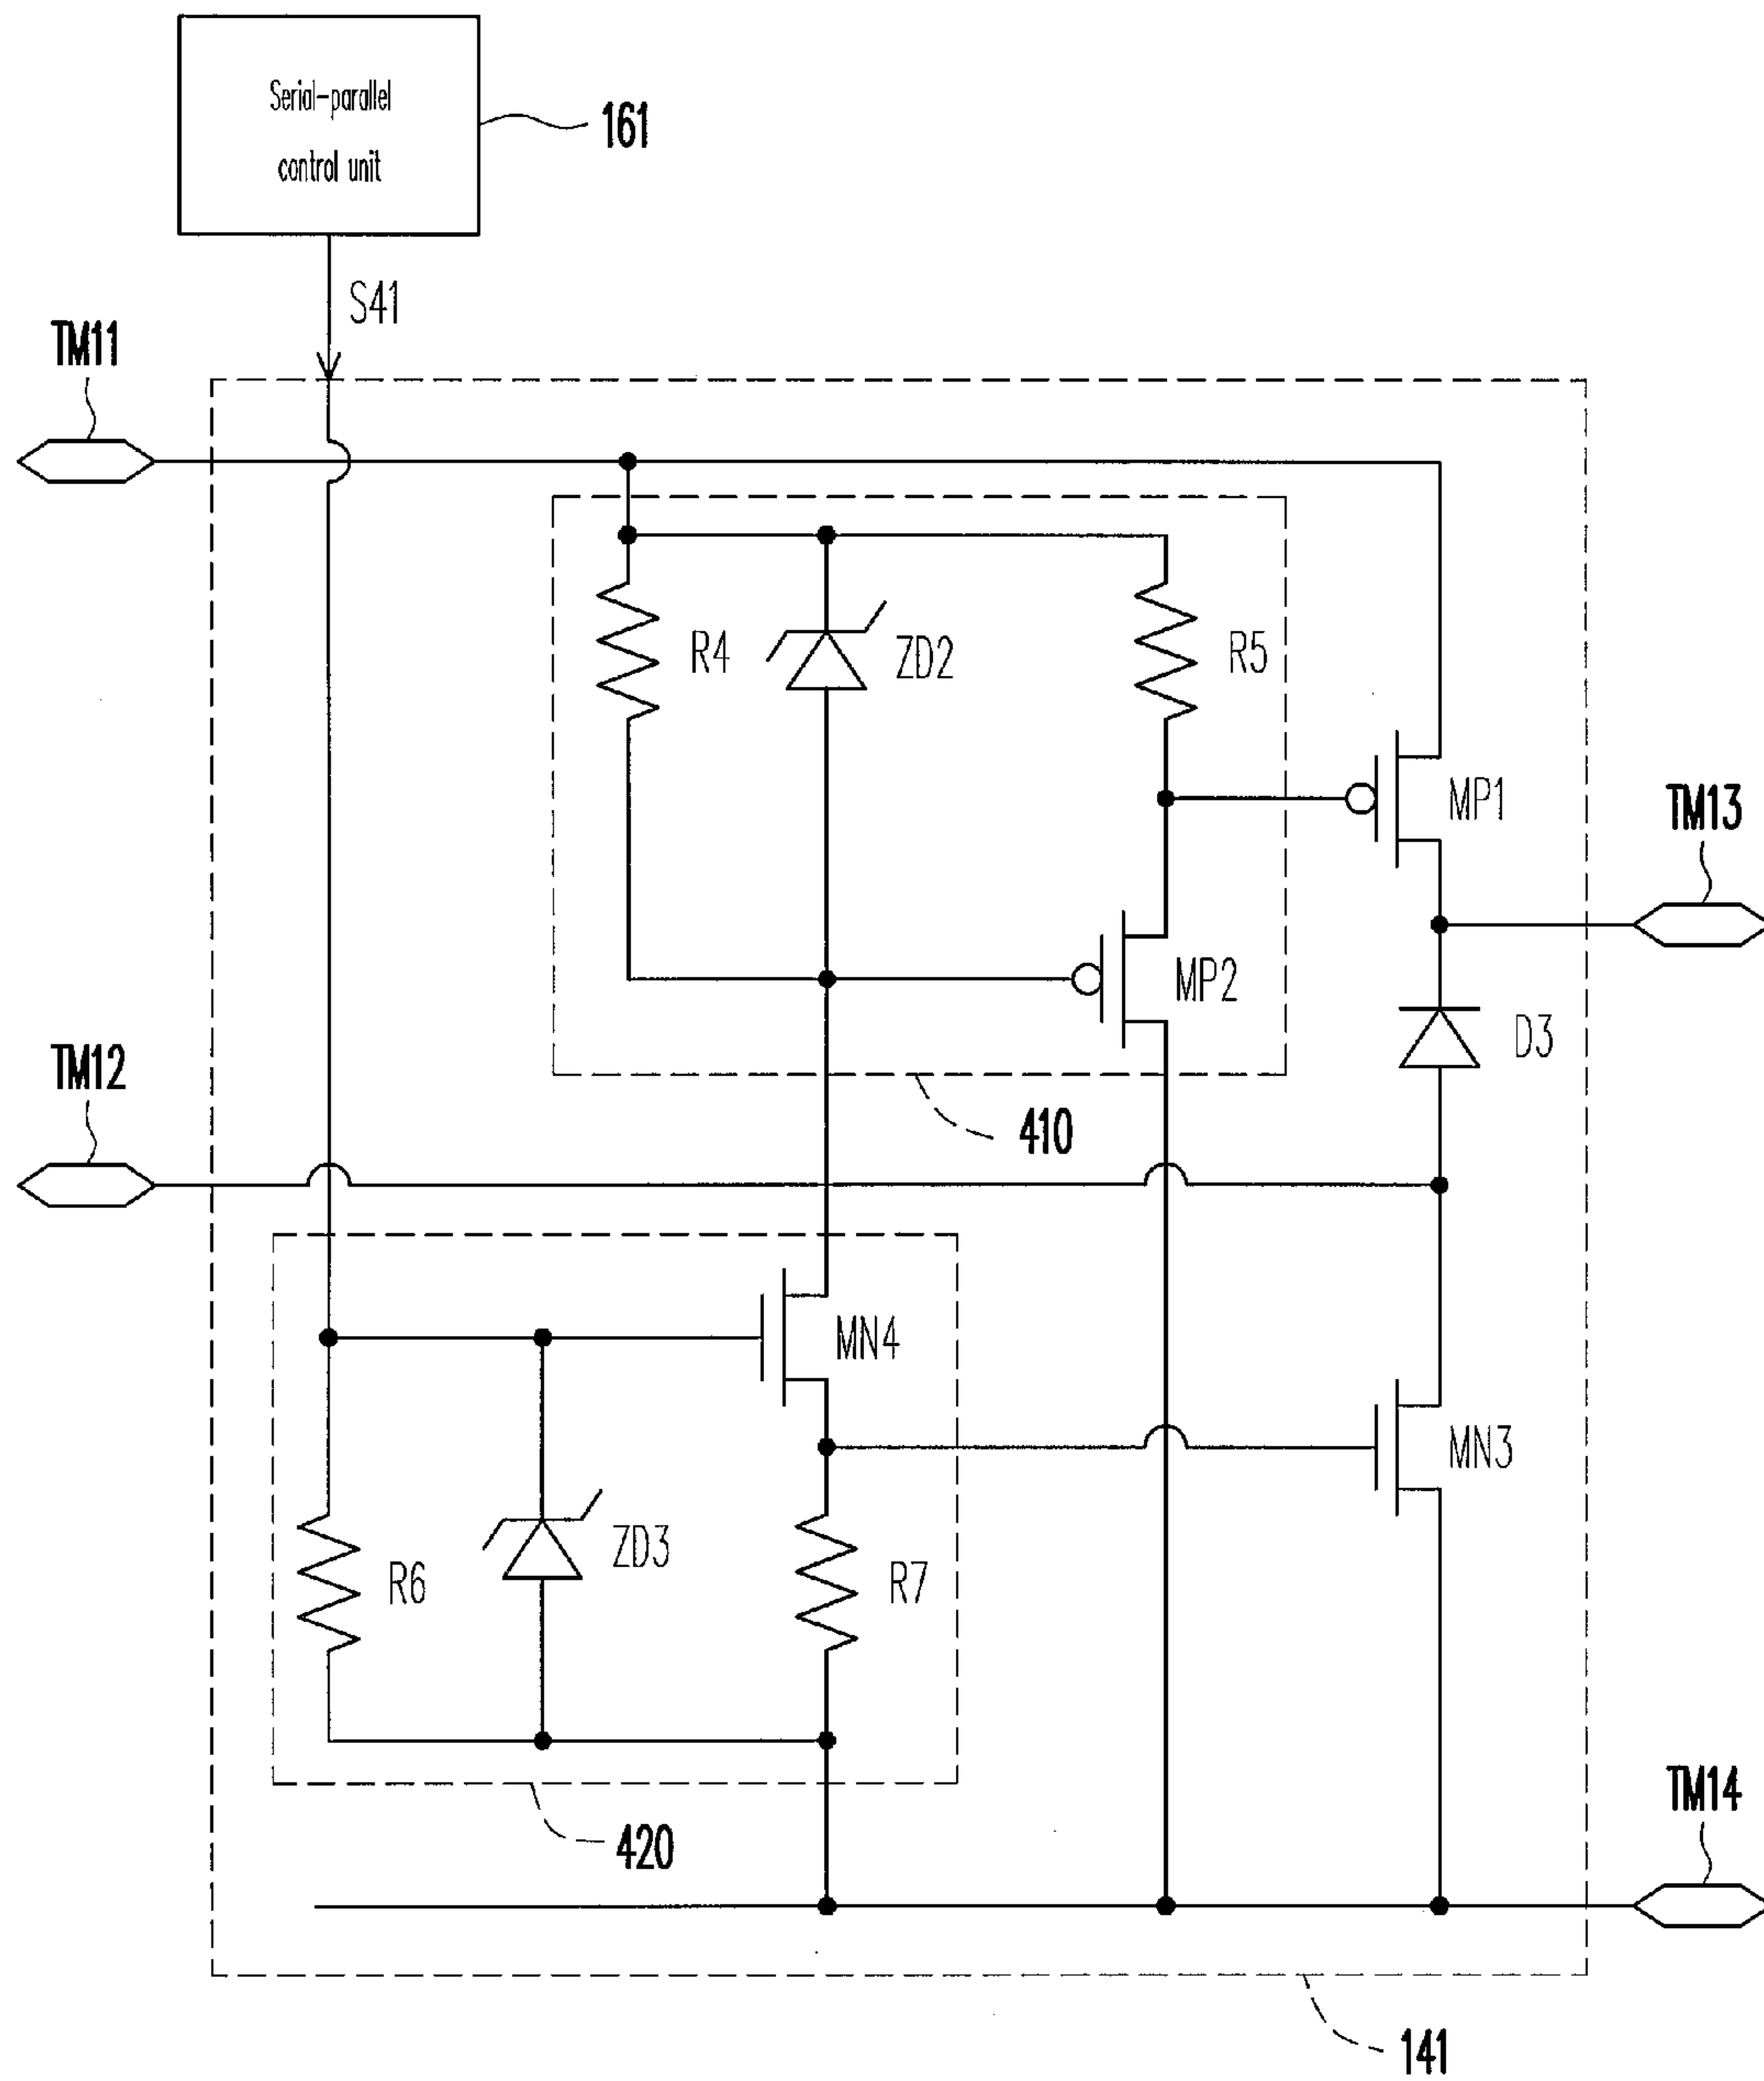 Serial-parallel
control unit
161
S41
TM11
R4
ZD2
R5
MP1
TM13
MP2
D3
TM12
410
MN4
MN3
ZD3
R6
R7
TM14
420
141